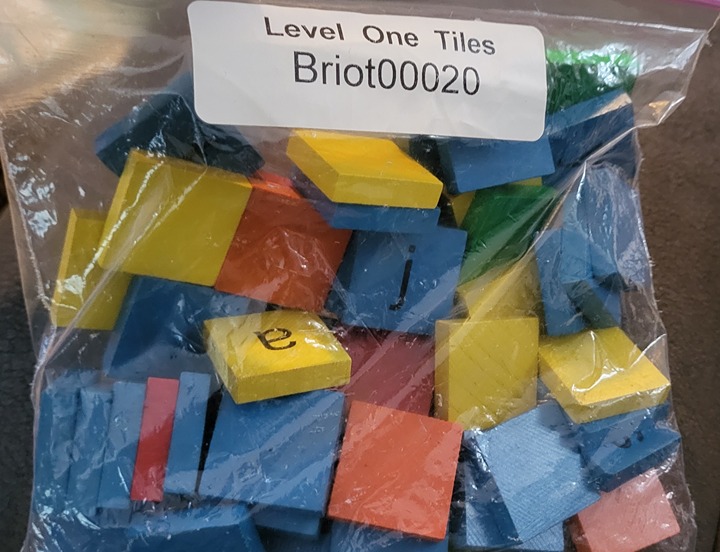 Level One Tiles
Briot00020
j
a